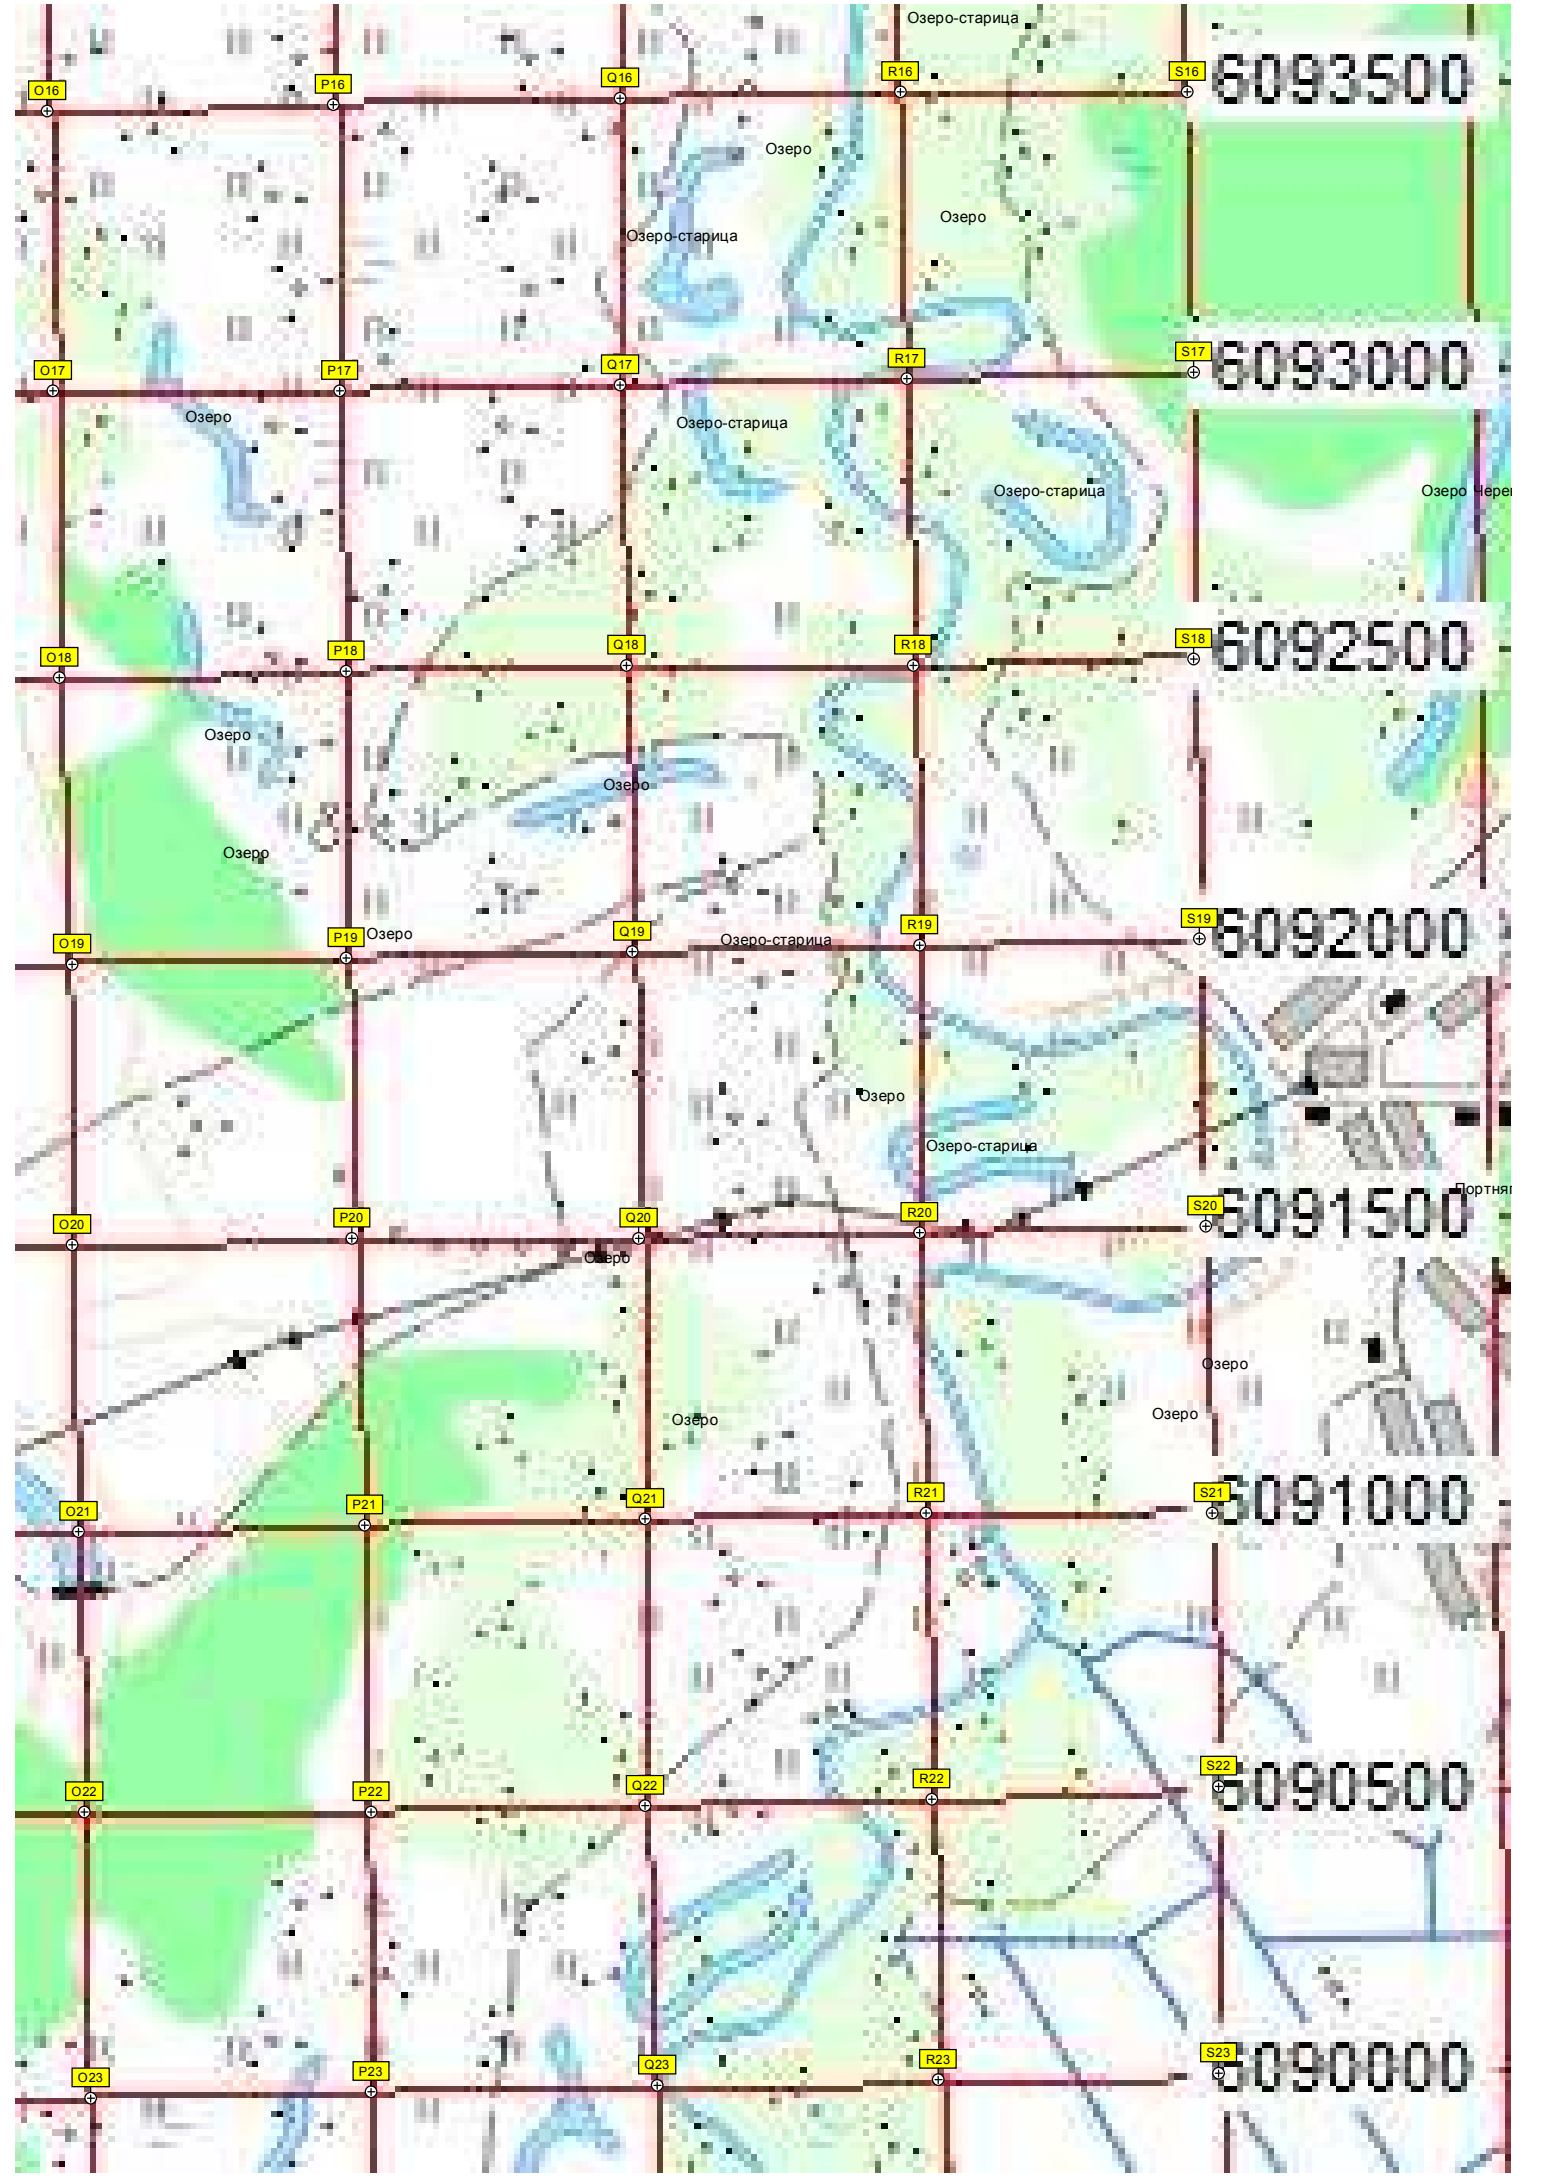 Озеро-старица
O16 P16 Q16 R16 S16 6093500
Озеро
Озеро
Озеро-старица
O17 P17 Q17 R17 S17 6093000
Озеро
Озеро-старица
Озеро-старица
Озеро Чере
O18 P18 Q18 R18 S18 6092500
Озеро
Озеро
Озеро
O19 P19 Озеро Q19 Озеро-старица R19 S19 6092000
Озеро
Озеро-старица
Портня
O20 P20 Q20 R20 S20 6091500
Озеро
Озеро
Озеро
Озеро
O21 P21 Q21 R21 S21 6091000
O22 P22 Q22 R22 S22 6090500
O23 P23 Q23 R23 S23 6090000